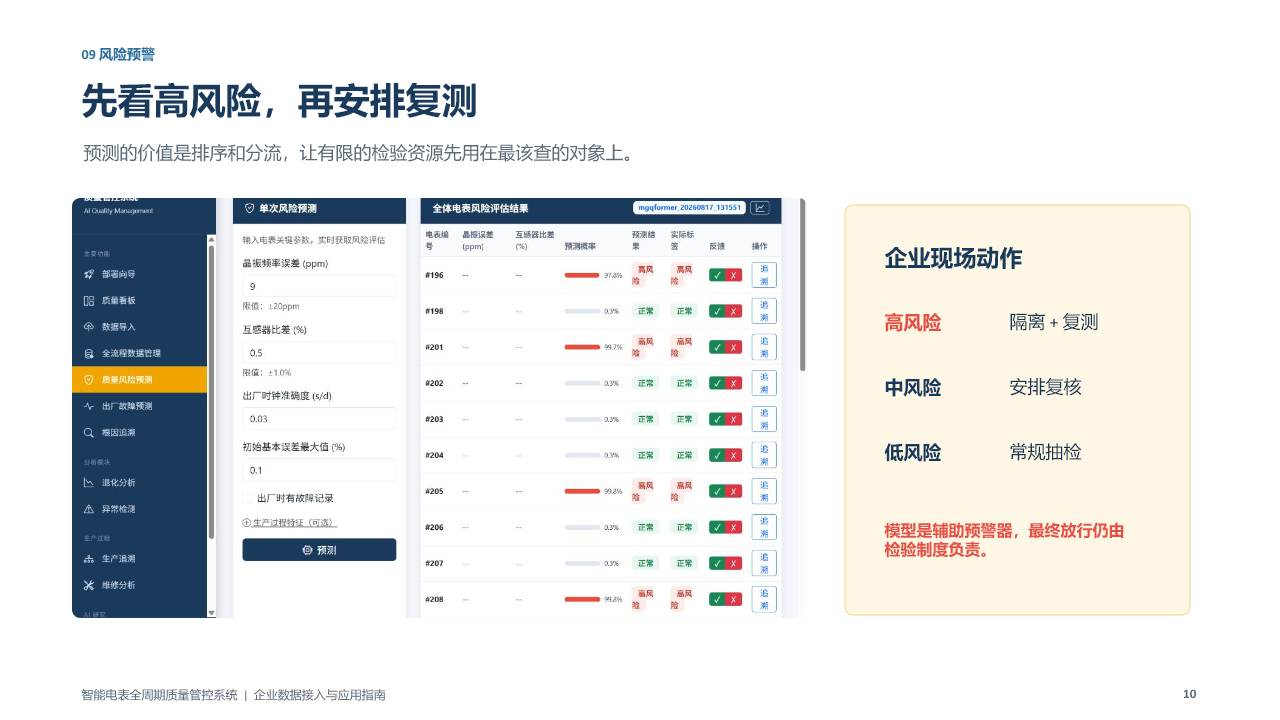 09 风险预警
先看高风险，再安排复测
预测的价值是排序和分流，让有限的检验资源先用在最该查的对象上。
AI Quality Management
主要功能
部署向导
质量看板
数据导入
全流程数据管理
质量风险预测
出厂故障预测
根因追溯
分析模块
退化分析
异常检测
生产过程
生产追溯
维修分析
AI 研究
单次风险预测
输入电表关键参数，实时获取风险评估
晶振频率误差 (ppm)
9
限值：±20ppm
互感器比差 (%)
0.5
限值：±1.0%
出厂时钟准确度 (s/d)
0.03
初始基本误差最大值 (%)
0.1
出厂时有故障记录
生产过程特征（可选）
预测
全体电表风险评估结果 mgqformer_20260817_131551
电表编号 晶振误差 (ppm) 互感器比差 (%) 预测概率 预测结果 实际标签 反馈 操作
#196 -- -- 97.8% 高风险 高风险 ✓ ✗ 追溯
#198 -- -- 0.3% 正常 正常 ✓ ✗ 追溯
#201 -- -- 99.7% 高风险 高风险 ✓ ✗ 追溯
#202 -- -- 0.3% 正常 正常 ✓ ✗ 追溯
#203 -- -- 0.3% 正常 正常 ✓ ✗ 追溯
#204 -- -- 0.3% 正常 正常 ✓ ✗ 追溯
#205 -- -- 99.8% 高风险 高风险 ✓ ✗ 追溯
#206 -- -- 0.3% 正常 正常 ✓ ✗ 追溯
#207 -- -- 0.3% 正常 正常 ✓ ✗ 追溯
#208 -- -- 99.8% 高风险 高风险 ✓ ✗ 追溯
企业现场动作
高风险 隔离 + 复测
中风险 安排复核
低风险 常规抽检
模型是辅助预警器，最终放行仍由
检验制度负责。
智能电表全周期质量管控系统 | 企业数据接入与应用指南
10